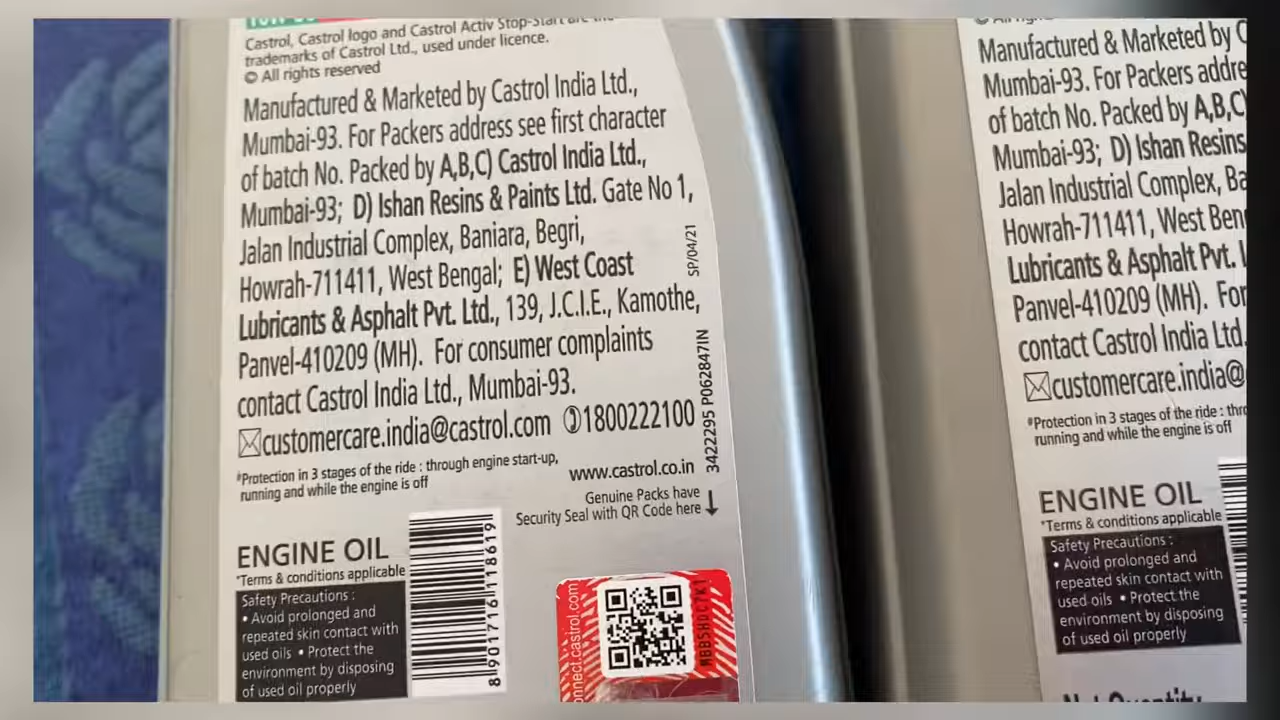 Castrol, Castrol logo and Castrol Activ Stop-Start are the
trademarks of Castrol Ltd., used under licence.
© All rights reserved
Manufactured & Marketed by Castrol India Ltd.,
Mumbai-93. For Packers address see first character
of batch No. Packed by A,B,C) Castrol India Ltd.,
Mumbai-93; D) Ishan Resins & Paints Ltd. Gate No 1,
Jalan Industrial Complex, Baniara, Begri,
Howrah-711411, West Bengal; E) West Coast
Lubricants & Asphalt Pvt. Ltd., 139, J.C.I.E., Kamothe,
Panvel-410209 (MH). For consumer complaints
contact Castrol India Ltd., Mumbai-93.
customercare.india@castrol.com 1800222100
#Protection in 3 stages of the ride : through engine start-up,
running and while the engine is off
www.castrol.co.in
SP/04/21
3422295 P062847IN
Genuine Packs have
Security Seal with QR Code here
ENGINE OIL
*Terms & conditions applicable
Safety Precautions :
• Avoid prolonged and
repeated skin contact with
used oils • Protect the
environment by disposing
of used oil properly
8 901716 118619
onnect.castrol.com
© All righ
Manufactured & Marketed by C
Mumbai-93. For Packers addre
of batch No. Packed by A,B,C)
Mumbai-93; D) Ishan Resins
Jalan Industrial Complex, Ba
Howrah-711411, West Ben
Lubricants & Asphalt Pvt. L
Panvel-410209 (MH). For
contact Castrol India Ltd.
customercare.india@
#Protection in 3 stages of the ride : thro
running and while the engine is off
ENGINE OIL
*Terms & conditions applicable
Safety Precautions :
• Avoid prolonged and
repeated skin contact with
used oils • Protect the
environment by disposing
of used oil properly
Net Quantity